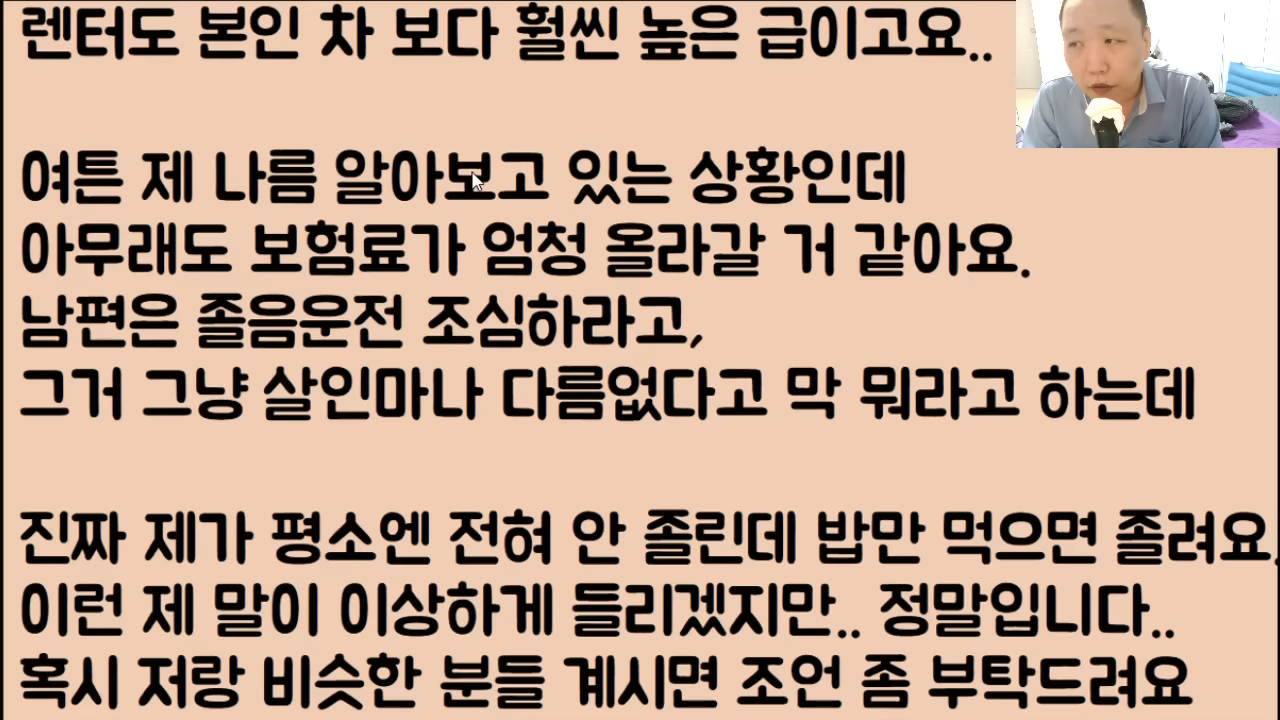 렌터도 본인 차 보다 훨씬 높은 급이고요..
여튼 제 나름 알아보고 있는 상황인데
아무래도 보험료가 엄청 올라갈 거 같아요.
남편은 졸음운전 조심하라고,
그거 그냥 살인마나 다름없다고 막 뭐라고 하는데
진짜 제가 평소엔 전혀 안 졸린데 밥만 먹으면 졸려요.
이런 제 말이 이상하게 들리겠지만.. 정말입니다..
혹시 저랑 비슷한 분들 계시면 조언 좀 부탁드려요